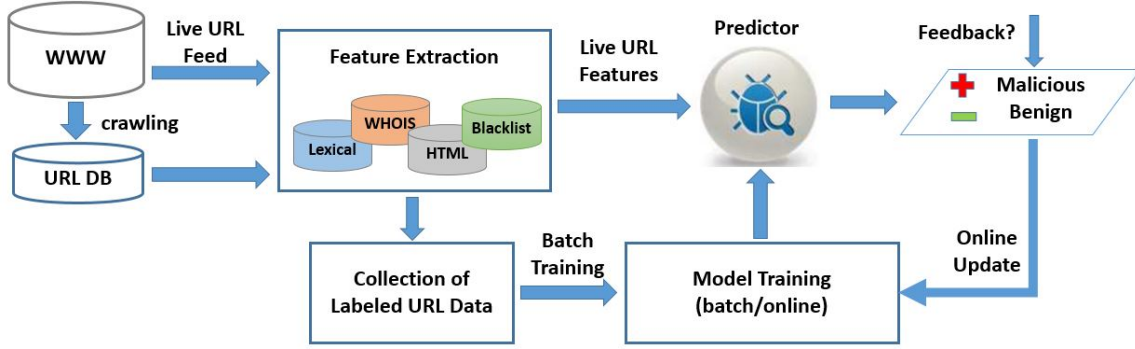 WWW
Live URL
Feed
crawling
URL DB
Feature Extraction
Lexical
WHOIS
HTML
Blacklist
Live URL
Features
Predictor
Feedback?
Malicious
Benign
Collection of
Labeled URL Data
Batch
Training
Model Training
(batch/online)
Online
Update